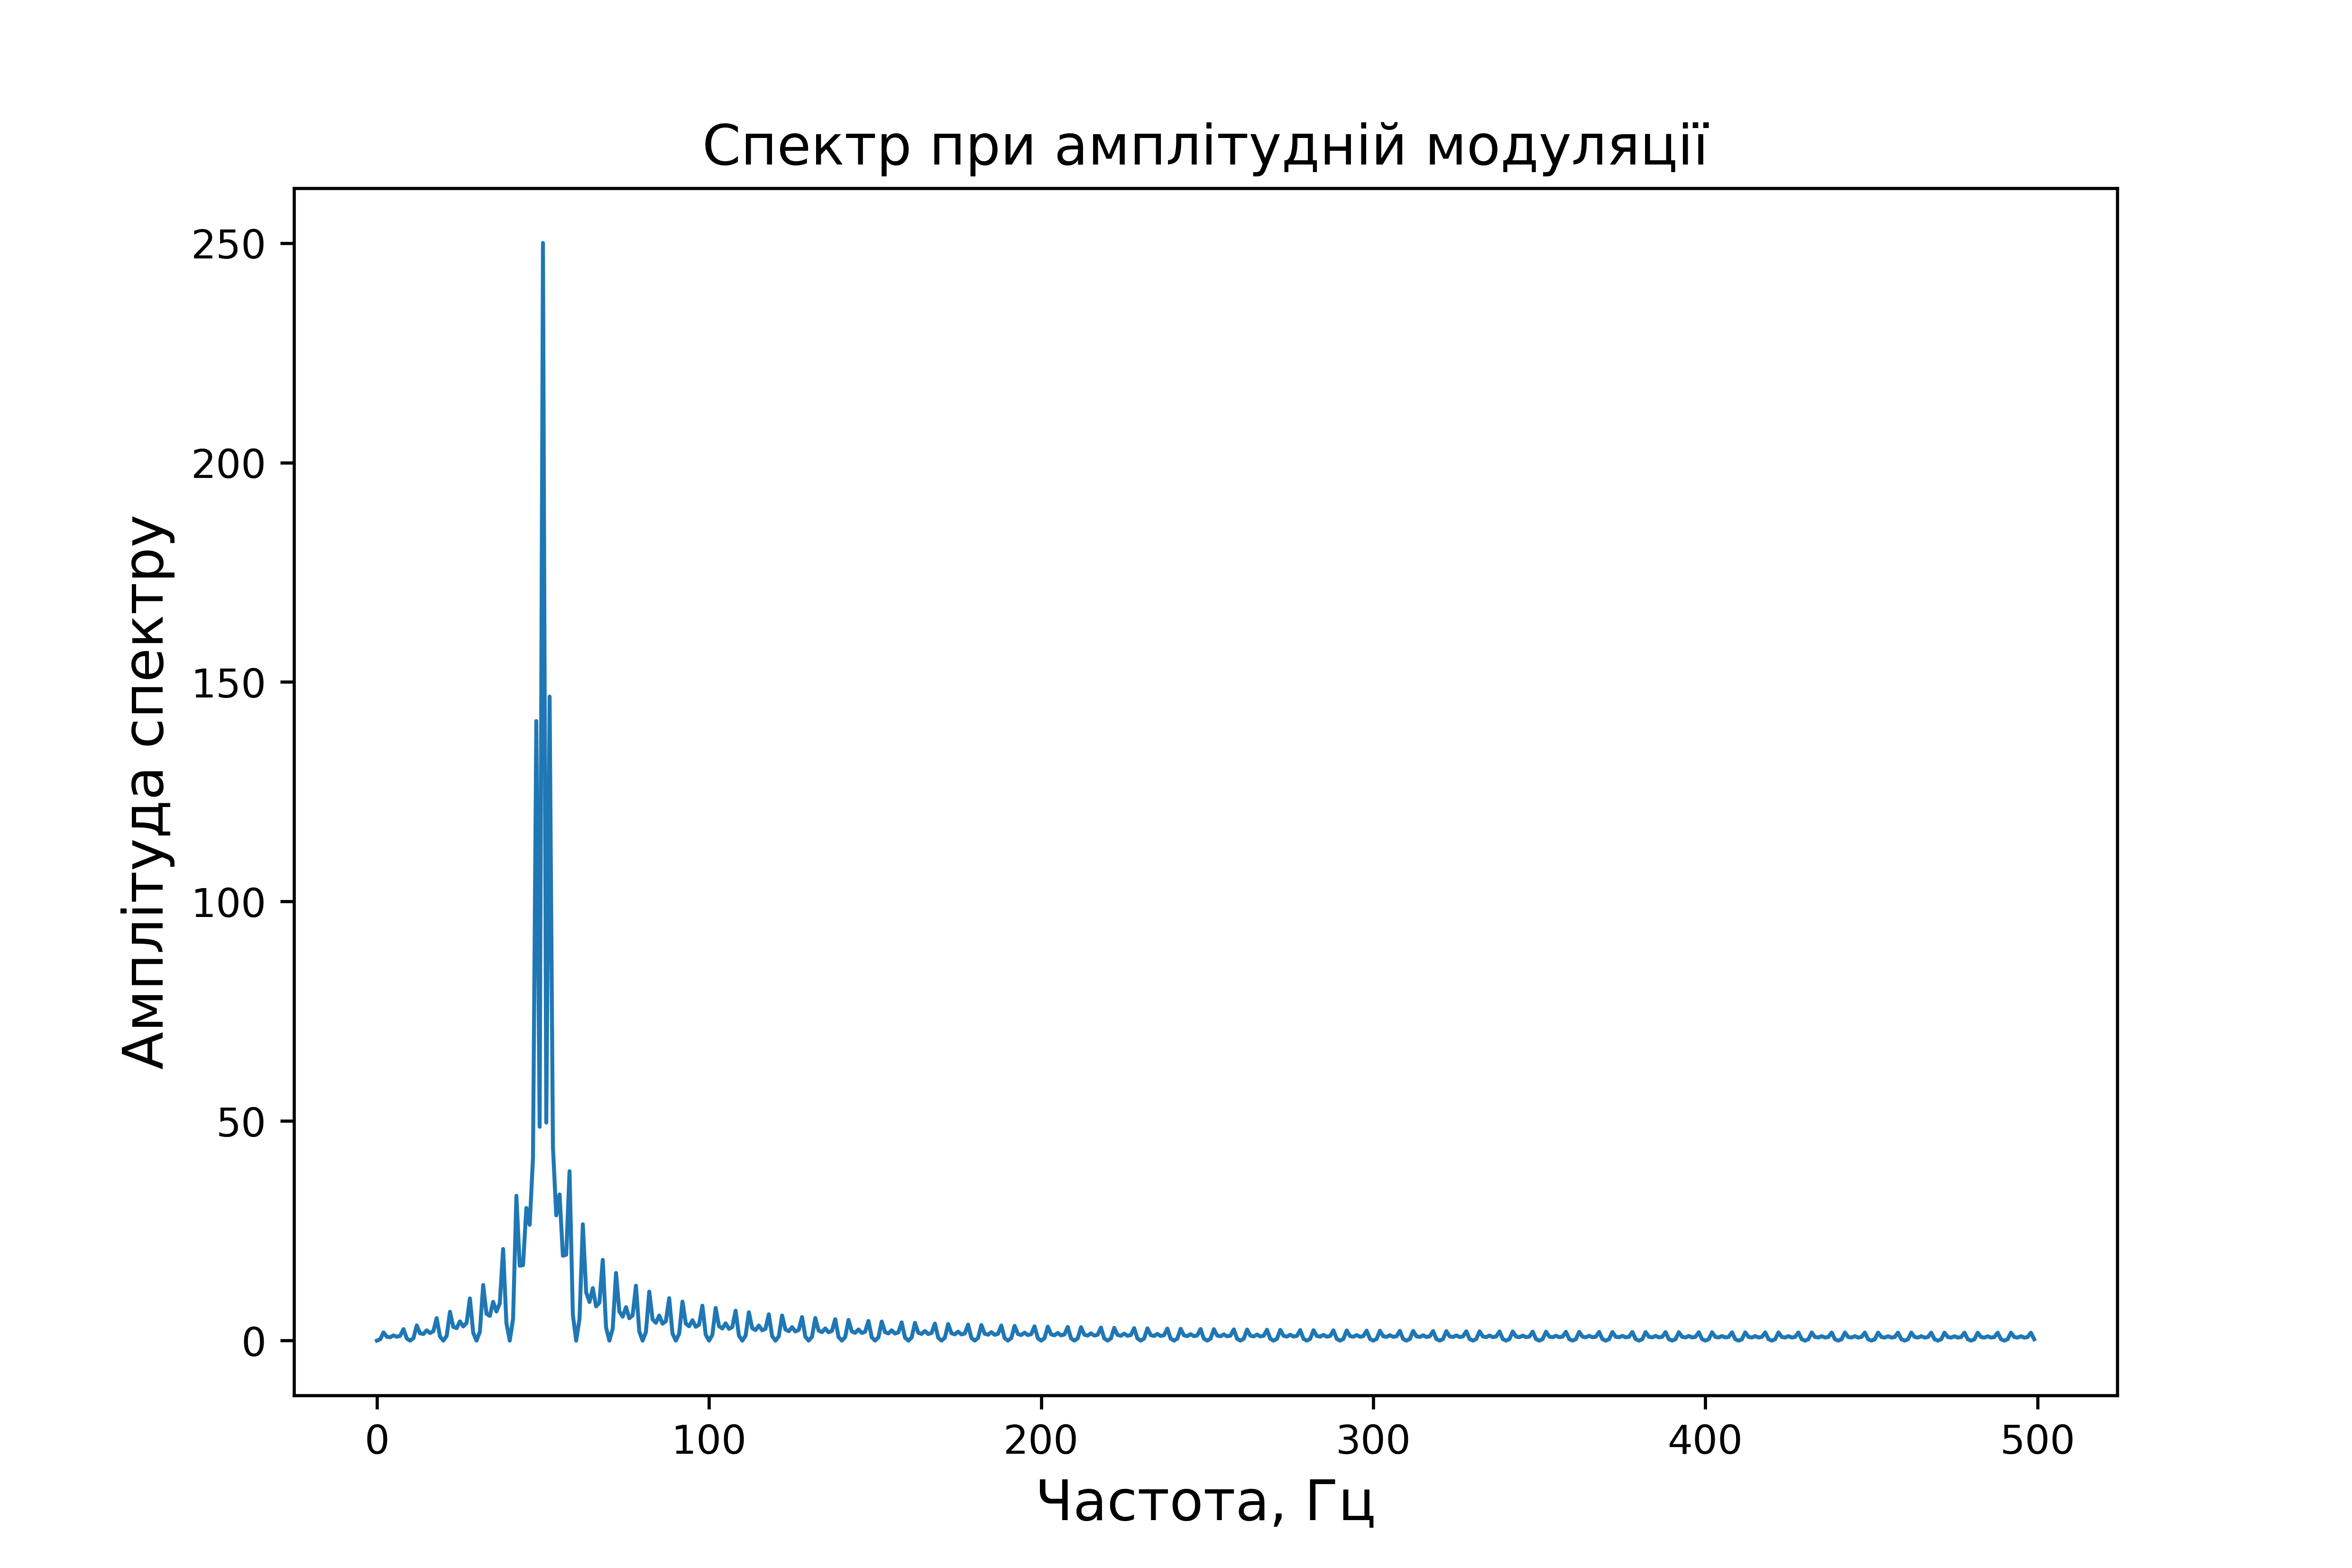 Спектр при амплітудній модуляції
Амплітуда спектру
250
200
150
100
50
0
0 100 200 300 400 500
Частота, Гц